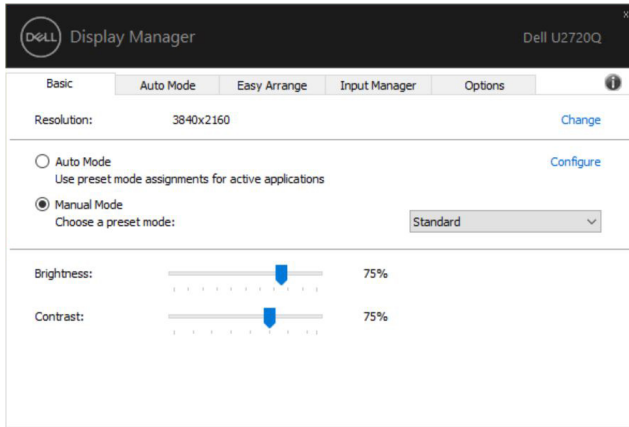 DELL Display Manager Dell U2720Q
x
Basic Auto Mode Easy Arrange Input Manager Options i
Resolution: 3840x2160 Change
Auto Mode Configure
Use preset mode assignments for active applications
Manual Mode
Choose a preset mode: Standard
Brightness: 75%
Contrast: 75%